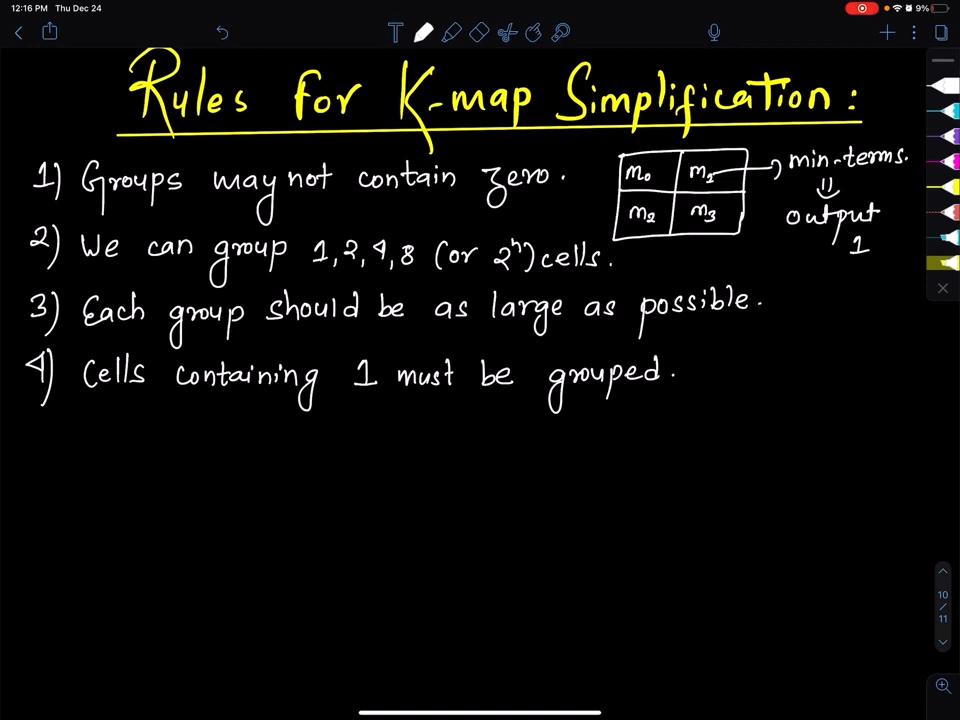 12:16 PM Thu Dec 24
9%
Rules for K-map Simplification :
1) Groups may not contain zero.
m0 m1
min-terms.
m2 m3
output
1
2) We can group 1, 2, 4, 8 (or 2^n) cells.
3) Each group should be as large as possible.
4) Cells containing 1 must be grouped.
10
/
11